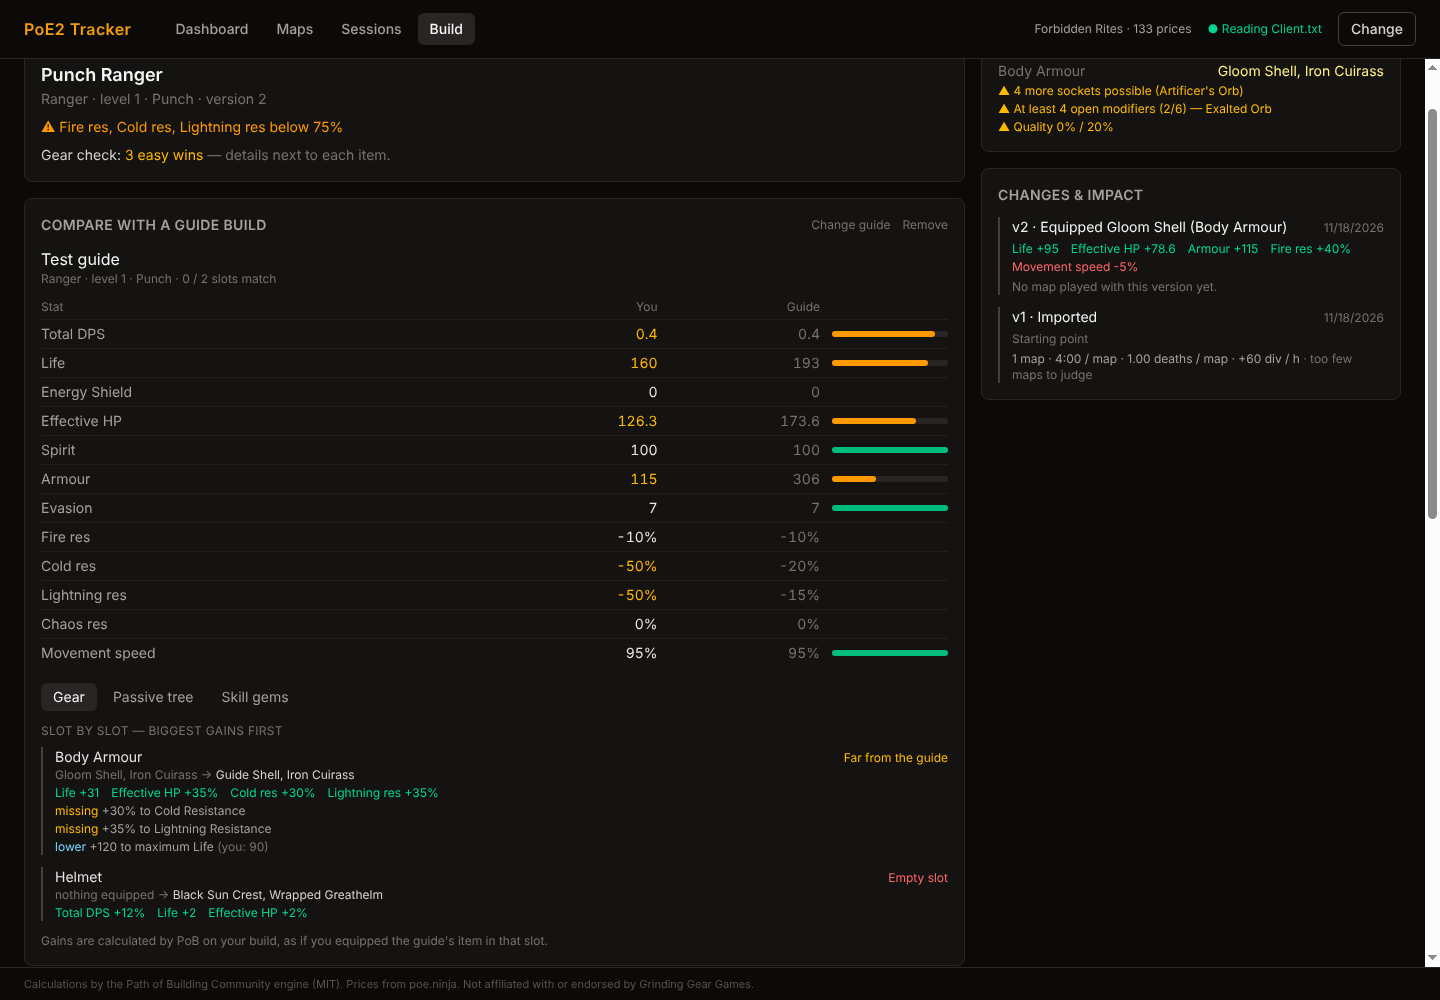 PoE2 Tracker
Dashboard
Maps
Sessions
Build
Forbidden Rites · 133 prices
Reading Client.txt
Change
Punch Ranger
Ranger · level 1 · Punch · version 2
⚠ Fire res, Cold res, Lightning res below 75%
Gear check: 3 easy wins — details next to each item.
COMPARE WITH A GUIDE BUILD
Change guide Remove
Test guide
Ranger · level 1 · Punch · 0 / 2 slots match
Stat You Guide
Total DPS 0.4 0.4
Life 160 193
Energy Shield 0 0
Effective HP 126.3 173.6
Spirit 100 100
Armour 115 306
Evasion 7 7
Fire res -10% -10%
Cold res -50% -20%
Lightning res -50% -15%
Chaos res 0% 0%
Movement speed 95% 95%
Gear Passive tree Skill gems
SLOT BY SLOT — BIGGEST GAINS FIRST
Body Armour Far from the guide
Gloom Shell, Iron Cuirass → Guide Shell, Iron Cuirass
Life +31 Effective HP +35% Cold res +30% Lightning res +35%
missing +30% to Cold Resistance
missing +35% to Lightning Resistance
lower +120 to maximum Life (you: 90)
Helmet Empty slot
nothing equipped → Black Sun Crest, Wrapped Greathelm
Total DPS +12% Life +2 Effective HP +2%
Gains are calculated by PoB on your build, as if you equipped the guide's item in that slot.
Body Armour Gloom Shell, Iron Cuirass
▲ 4 more sockets possible (Artificer's Orb)
▲ At least 4 open modifiers (2/6) — Exalted Orb
▲ Quality 0% / 20%
CHANGES & IMPACT
v2 · Equipped Gloom Shell (Body Armour) 11/18/2026
Life +95 Effective HP +78.6 Armour +115 Fire res +40%
Movement speed -5%
No map played with this version yet.
v1 · Imported 11/18/2026
Starting point
1 map · 4:00 / map · 1.00 deaths / map · +60 div / h · too few
maps to judge
Calculations by the Path of Building Community engine (MIT). Prices from poe.ninja. Not affiliated with or endorsed by Grinding Gear Games.